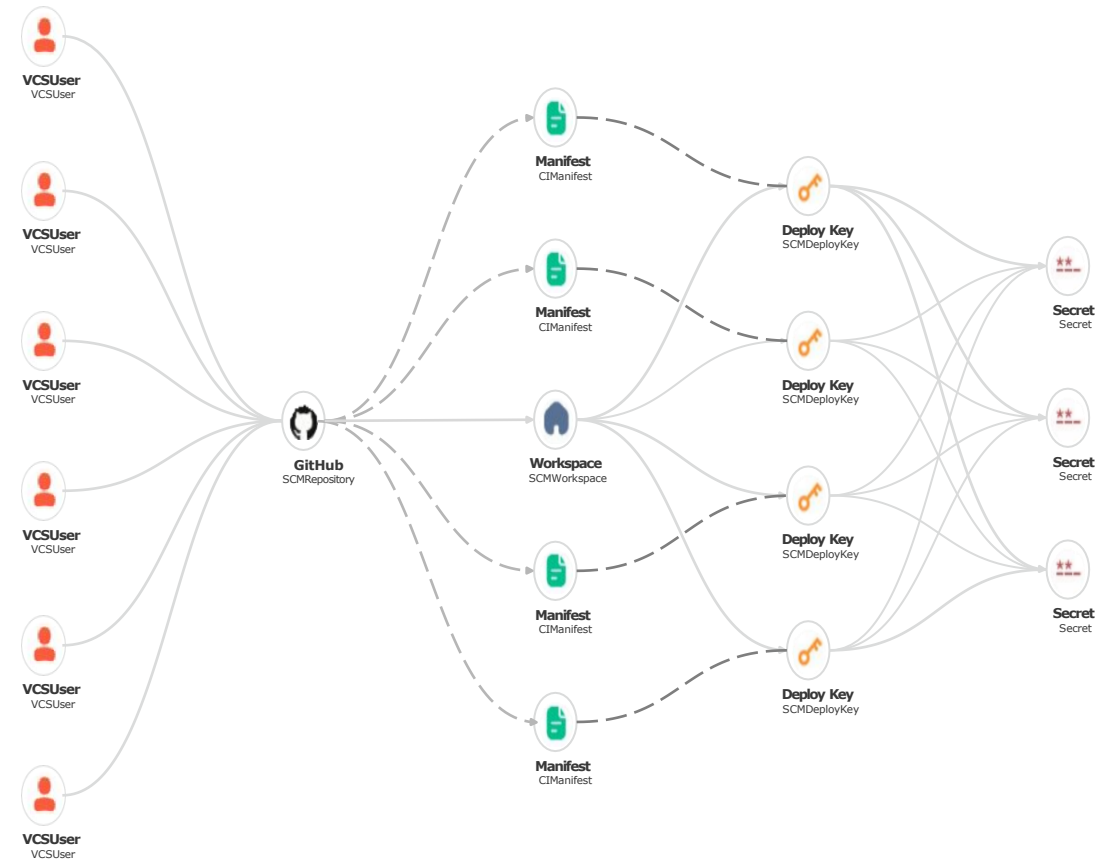 VCSUser
VCSUser
VCSUser
VCSUser
VCSUser
VCSUser
VCSUser
VCSUser
VCSUser
VCSUser
VCSUser
VCSUser
GitHub
SCMRepository
Manifest
CIManifest
Manifest
CIManifest
Workspace
SCMWorkspace
Manifest
CIManifest
Manifest
CIManifest
Deploy Key
SCMDeployKey
Deploy Key
SCMDeployKey
Deploy Key
SCMDeployKey
Deploy Key
SCMDeployKey
Secret
Secret
Secret
Secret
Secret
Secret